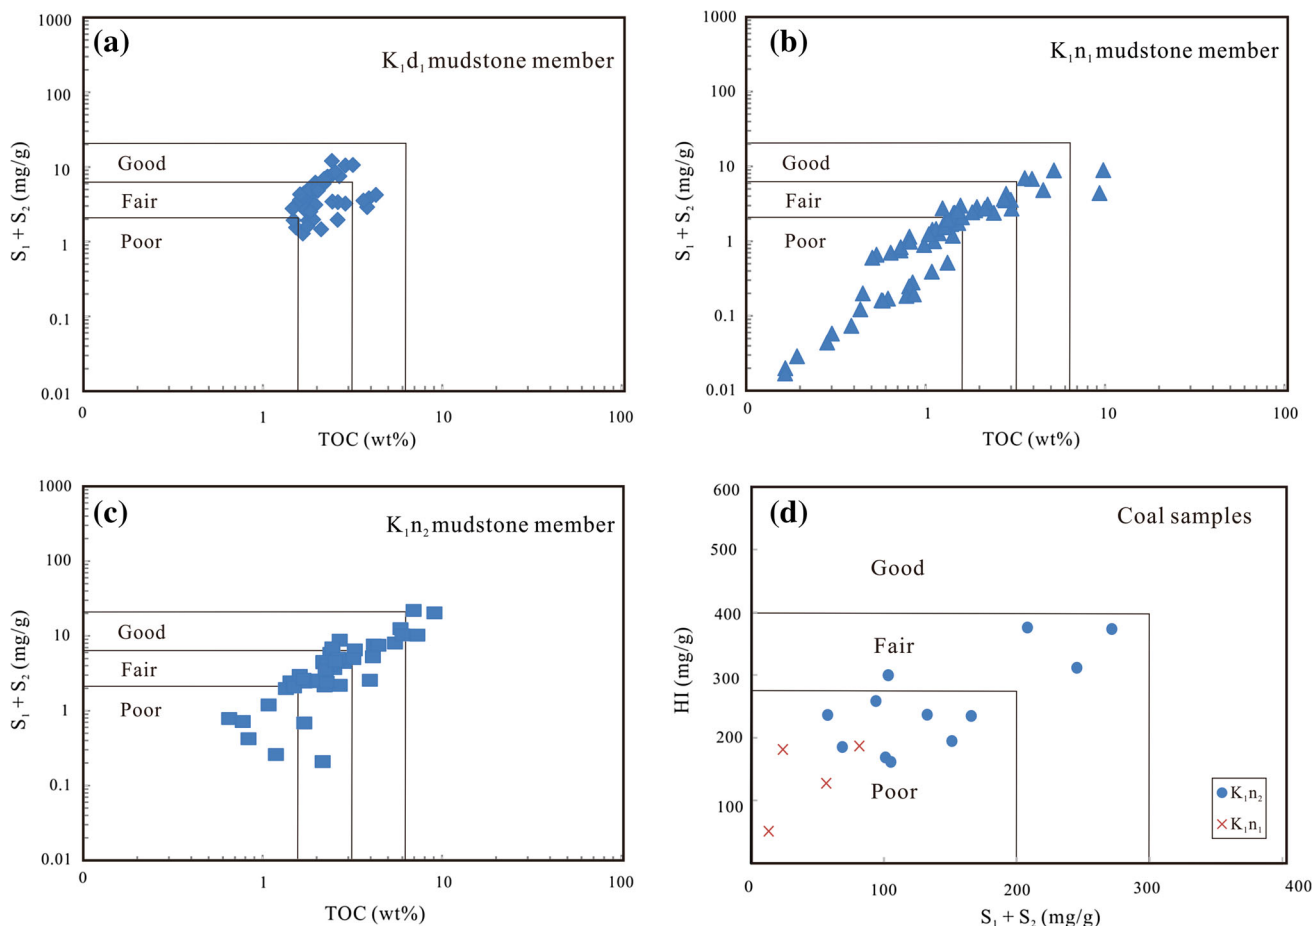 (a)
K₁d₁ mudstone member
1000
100
10
1
0.1
0.01
S₁ + S₂ (mg/g)
Good
Fair
Poor
0
1
10
100
TOC (wt%)
(b)
K₁n₁ mudstone member
1000
100
10
1
0.1
0.01
S₁ + S₂ (mg/g)
Good
Fair
Poor
0
1
10
100
TOC (wt%)
(c)
K₁n₂ mudstone member
1000
100
10
1
0.1
0.01
S₁ + S₂ (mg/g)
Good
Fair
Poor
0
1
10
100
TOC (wt%)
(d)
Coal samples
600
500
400
300
200
100
HI (mg/g)
Good
Fair
Poor
K₁n₂
K₁n₁
0
100
200
300
400
S₁ + S₂ (mg/g)